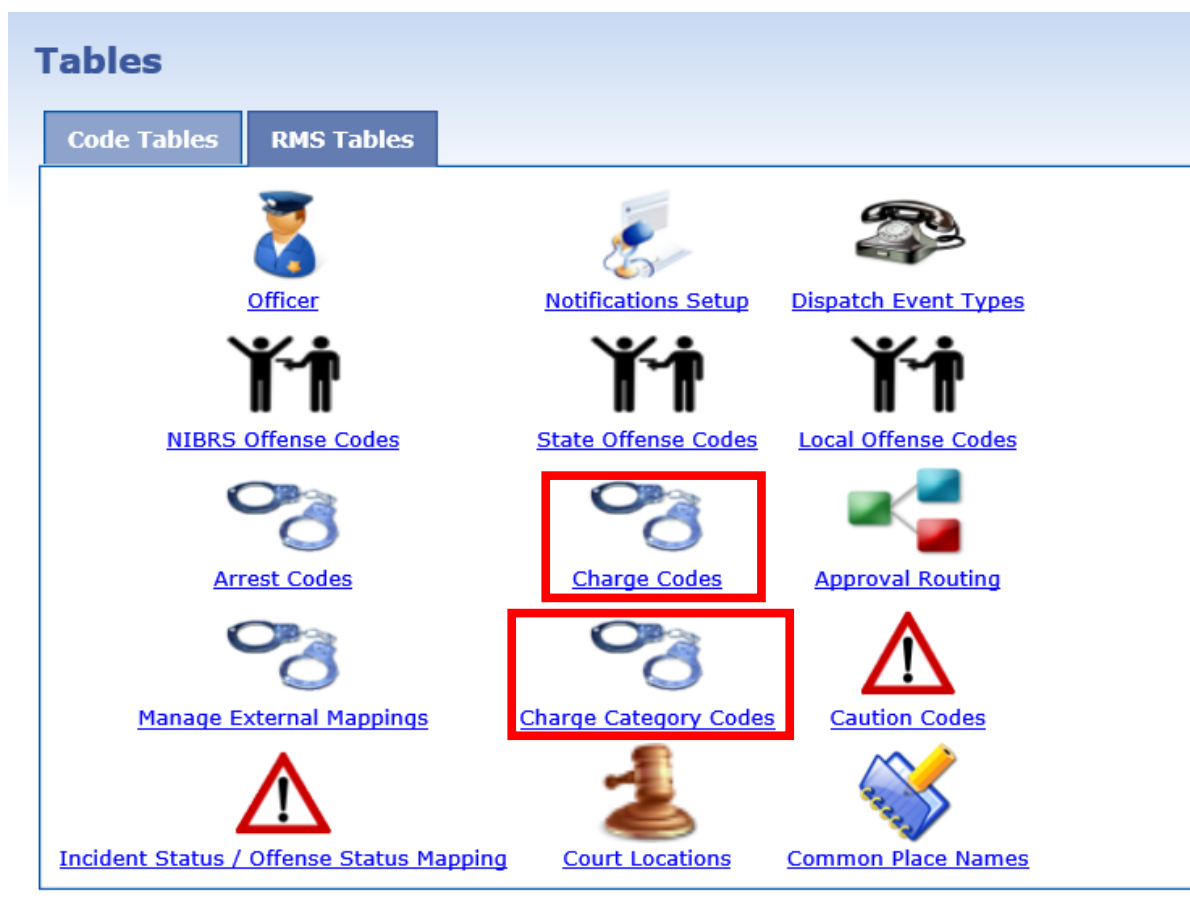 Tables
Code Tables RMS Tables
Officer Notifications Setup Dispatch Event Types
NIBRS Offense Codes State Offense Codes Local Offense Codes
Arrest Codes Charge Codes Approval Routing
Manage External Mappings Charge Category Codes Caution Codes
Incident Status / Offense Status Mapping Court Locations Common Place Names